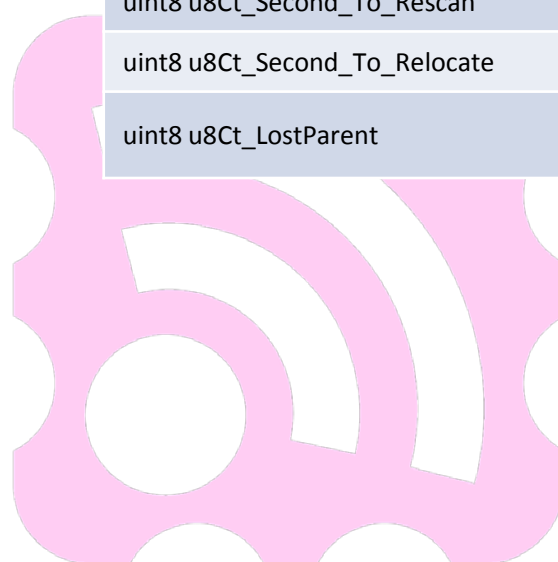 uint8 u8Ct_Second_To_Rescan
uint8 u8Ct_Second_To_Relocate
uint8 u8Ct_LostParent